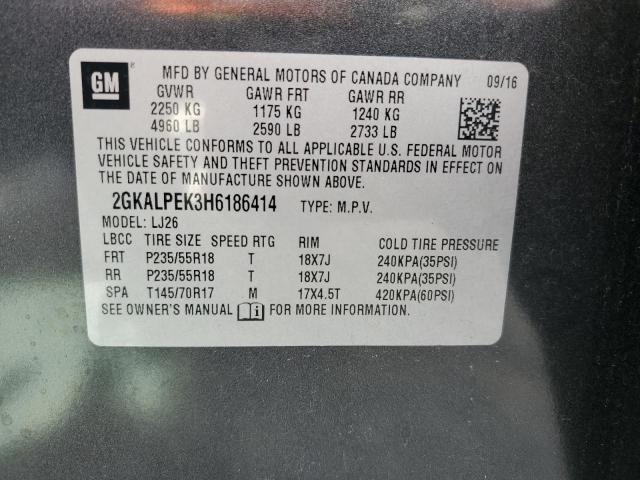 GM ® MFD BY GENERAL MOTORS OF CANADA COMPANY 09/16
GVWR GAWR FRT GAWR RR
2250 KG 1175 KG 1240 KG
4960 LB 2590 LB 2733 LB
THIS VEHICLE CONFORMS TO ALL APPLICABLE U.S. FEDERAL MOTOR
VEHICLE SAFETY AND THEFT PREVENTION STANDARDS IN EFFECT ON
THE DATE OF MANUFACTURE SHOWN ABOVE.
2GKALPEK3H6186414 TYPE: M.P.V.
MODEL: LJ26
LBCC TIRE SIZE SPEED RTG RIM COLD TIRE PRESSURE
FRT P235/55R18 T 18X7J 240KPA(35PSI)
RR P235/55R18 T 18X7J 240KPA(35PSI)
SPA T145/70R17 M 17X4.5T 420KPA(60PSI)
SEE OWNER'S MANUAL i FOR MORE INFORMATION.